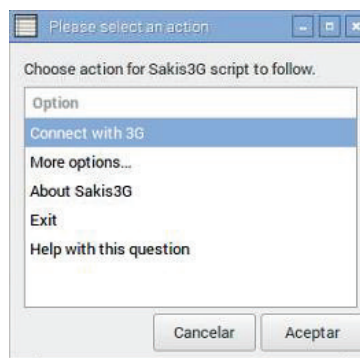 Please select an action
Choose action for Sakis3G script to follow.
Option
Connect with 3G
More options...
About Sakis3G
Exit
Help with this question
Cancelar
Aceptar